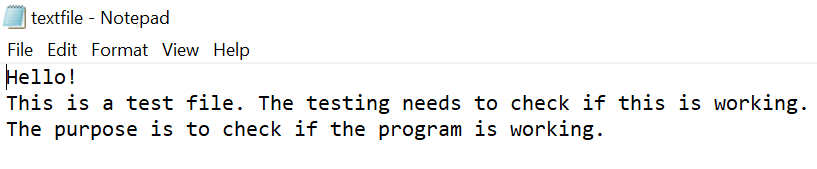 textfile - Notepad
File Edit Format View Help
Hello!
This is a test file. The testing needs to check if this is working.
The purpose is to check if the program is working.